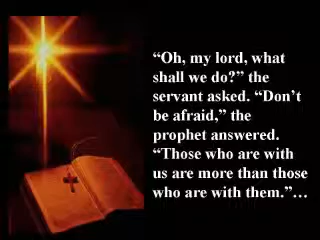 “Oh, my lord, what
shall we do?” the
servant asked. “Don’t
be afraid,” the
prophet answered.
“Those who are with
us are more than those
who are with them.”…